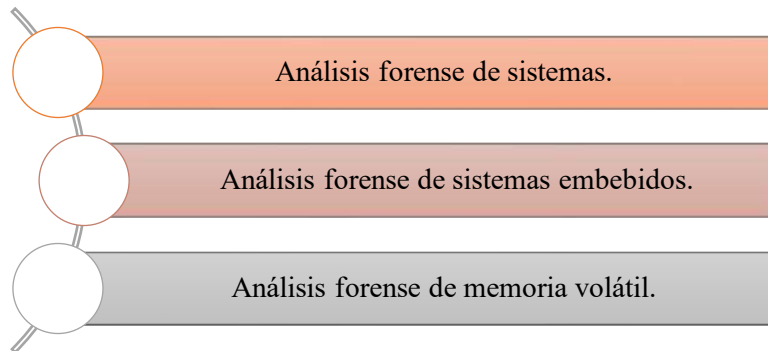 Análisis forense de sistemas.
Análisis forense de sistemas embebidos.
Análisis forense de memoria volátil.